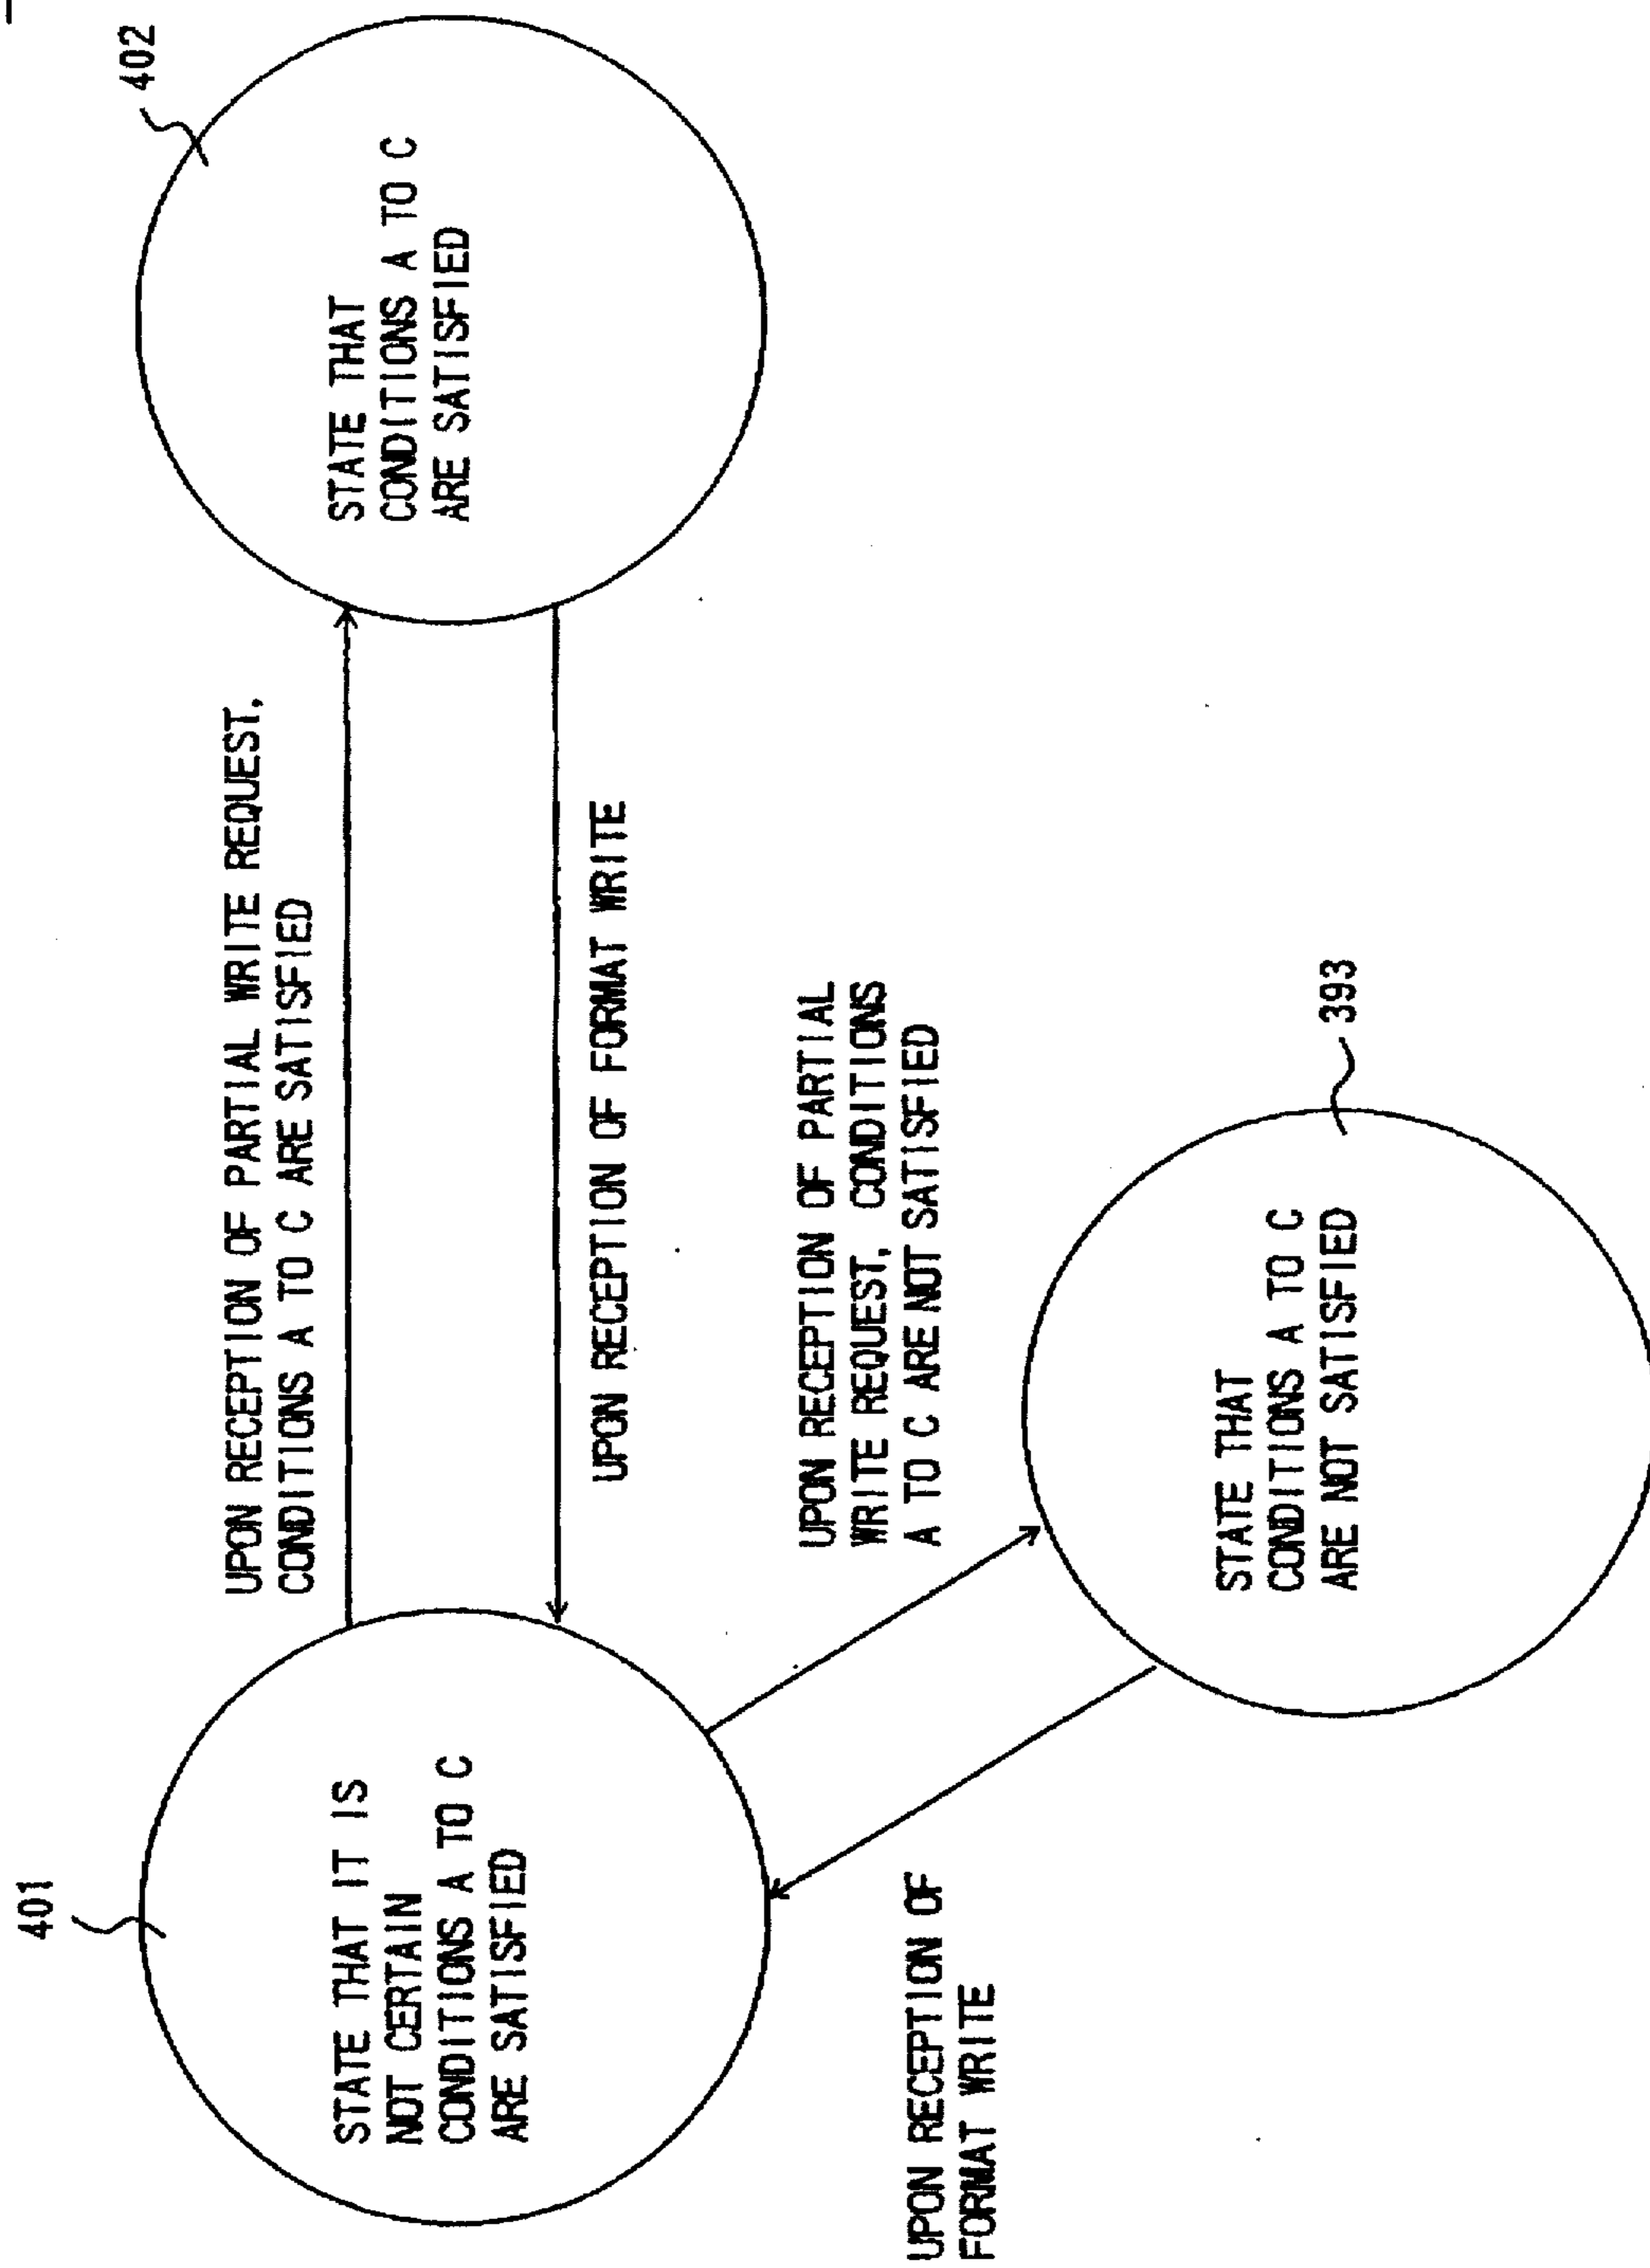 401
STATE THAT IT IS
NOT CERTAIN
CONDITIONS A TO C
ARE SATISFIED
UPON RECEPTION OF PARTIAL WRITE REQUEST,
CONDITIONS A TO C ARE SATISFIED
402
STATE THAT
CONDITIONS A TO C
ARE SATISFIED
UPON RECEPTION OF FORMAT WRITE
UPON RECEPTION OF PARTIAL
WRITE REQUEST, CONDITIONS
A TO C ARE NOT SATISFIED
UPON RECEPTION OF
FORMAT WRITE
STATE THAT
CONDITIONS A TO C
ARE NOT SATISFIED
393